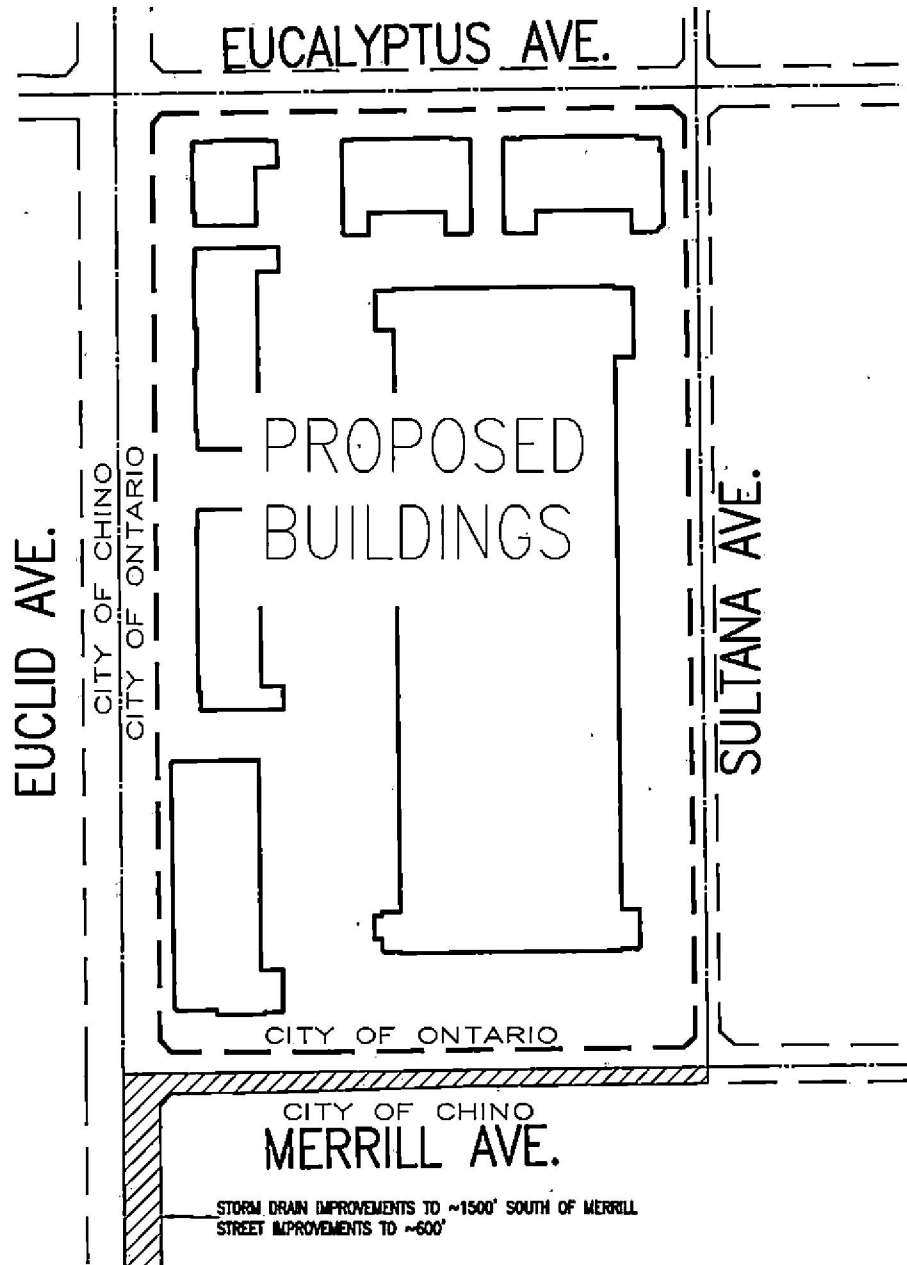 EUCALYPTUS AVE.
PROPOSED
BUILDINGS
EUCLID AVE.
CITY OF CHINO
CITY OF ONTARIO
SULTANA AVE.
CITY OF ONTARIO
CITY OF CHINO
MERRILL AVE.
STORM DRAIN IMPROVEMENTS TO ~1500' SOUTH OF MERRILL
STREET IMPROVEMENTS TO ~600'